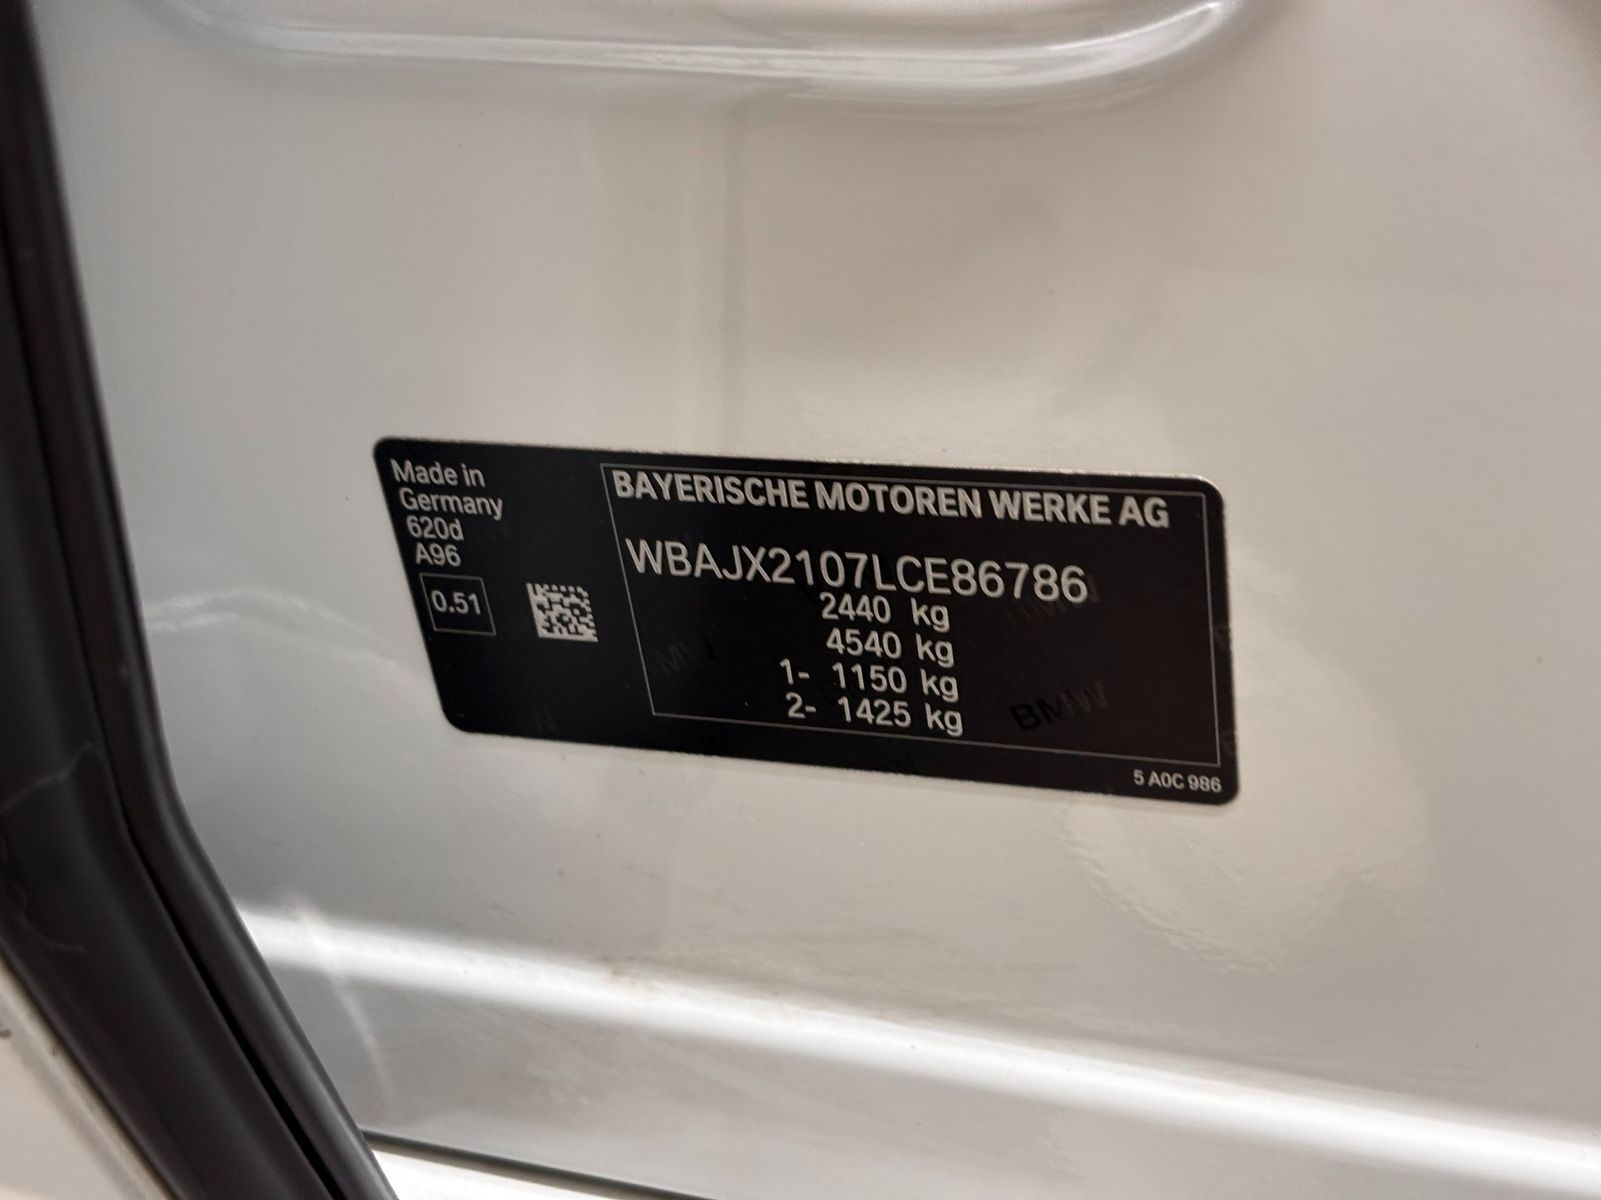 Made in
Germany
620d
A96
0.51
BAYERISCHE MOTOREN WERKE AG
WBAJX2107LCE86786
2440 kg
4540 kg
1- 1150 kg
2- 1425 kg
BMW
5 A0C 986